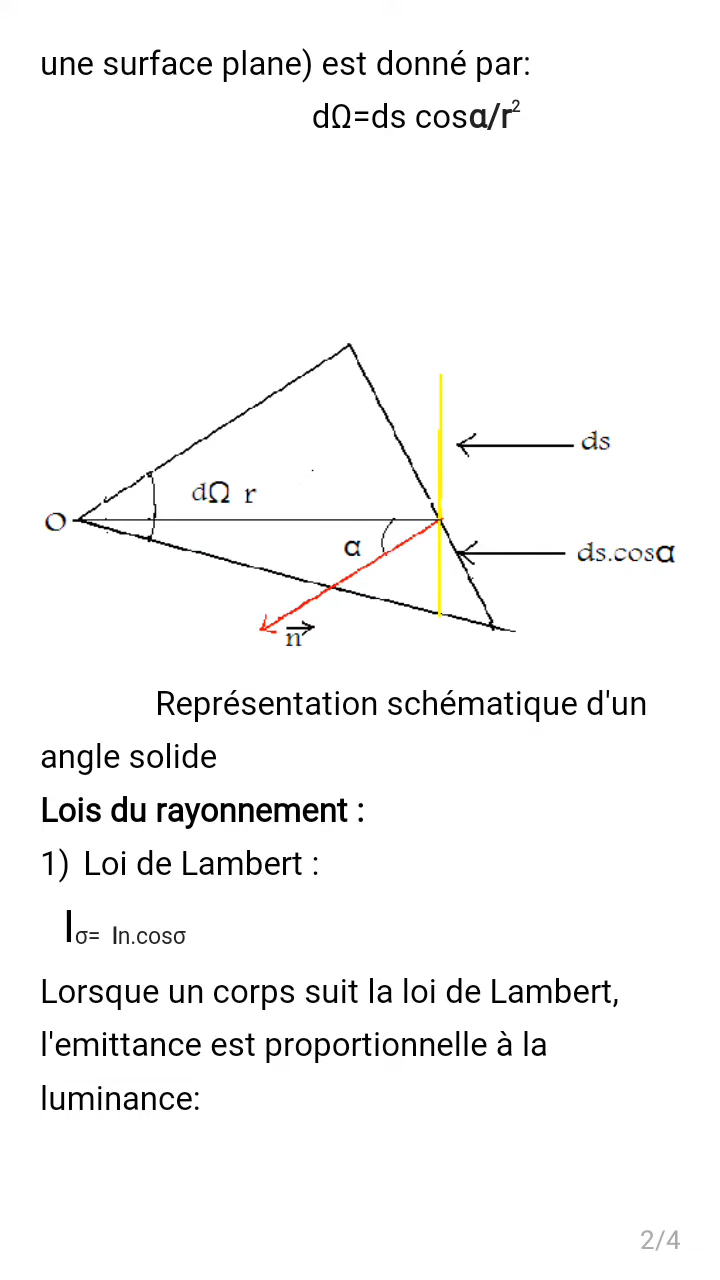 une surface plane) est donné par:
dΩ=ds cosα/r²
ds
dΩ r
O
α
ds.cosα
n
Représentation schématique d'un
angle solide
Lois du rayonnement :
1) Loi de Lambert :
Iσ= In.cosσ
Lorsque un corps suit la loi de Lambert,
l'emittance est proportionnelle à la
luminance:
2/4